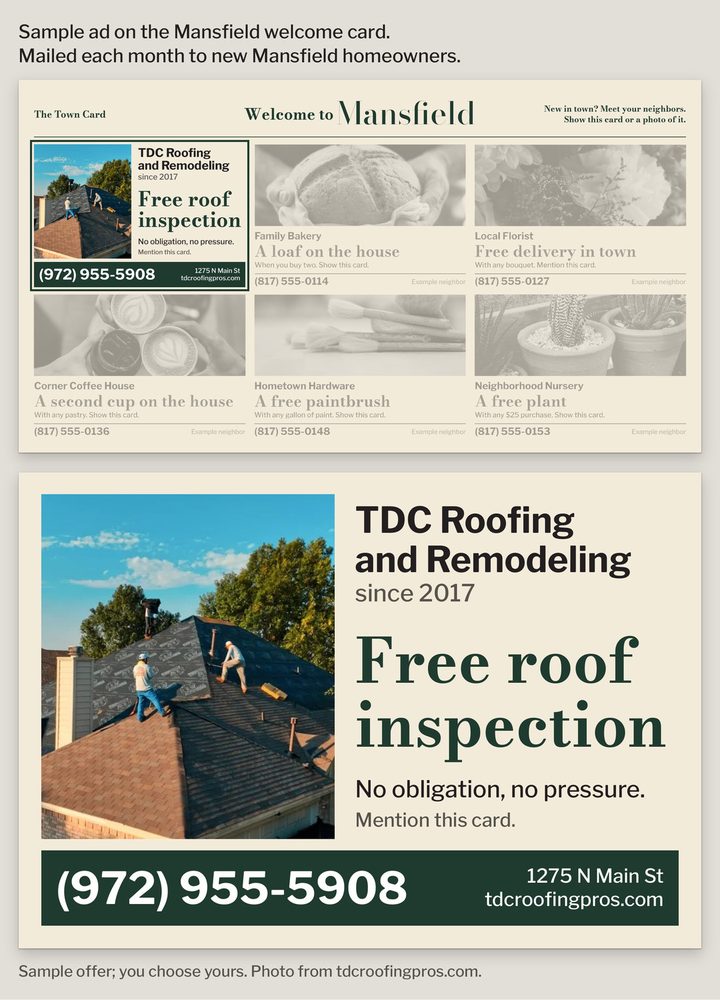 Sample ad on the Mansfield welcome card.
Mailed each month to new Mansfield homeowners.
The Town Card
Welcome to Mansfield
New in town? Meet your neighbors.
Show this card or a photo of it.
TDC Roofing
and Remodeling
since 2017
Free roof
inspection
No obligation, no pressure.
Mention this card.
(972) 955-5908
1275 N Main St
tdcroofingpros.com
Family Bakery
A loaf on the house
When you buy two. Show this card.
(817) 555-0114
Example neighbor
Local Florist
Free delivery in town
With any bouquet. Mention this card.
(817) 555-0127
Example neighbor
Corner Coffee House
A second cup on the house
With any pastry. Show this card.
(817) 555-0136
Example neighbor
Hometown Hardware
A free paintbrush
With any gallon of paint. Show this card.
(817) 555-0148
Example neighbor
Neighborhood Nursery
A free plant
With any $25 purchase. Show this card.
(817) 555-0153
Example neighbor
TDC Roofing
and Remodeling
since 2017
Free roof
inspection
No obligation, no pressure.
Mention this card.
(972) 955-5908
1275 N Main St
tdcroofingpros.com
Sample offer; you choose yours. Photo from tdcroofingpros.com.